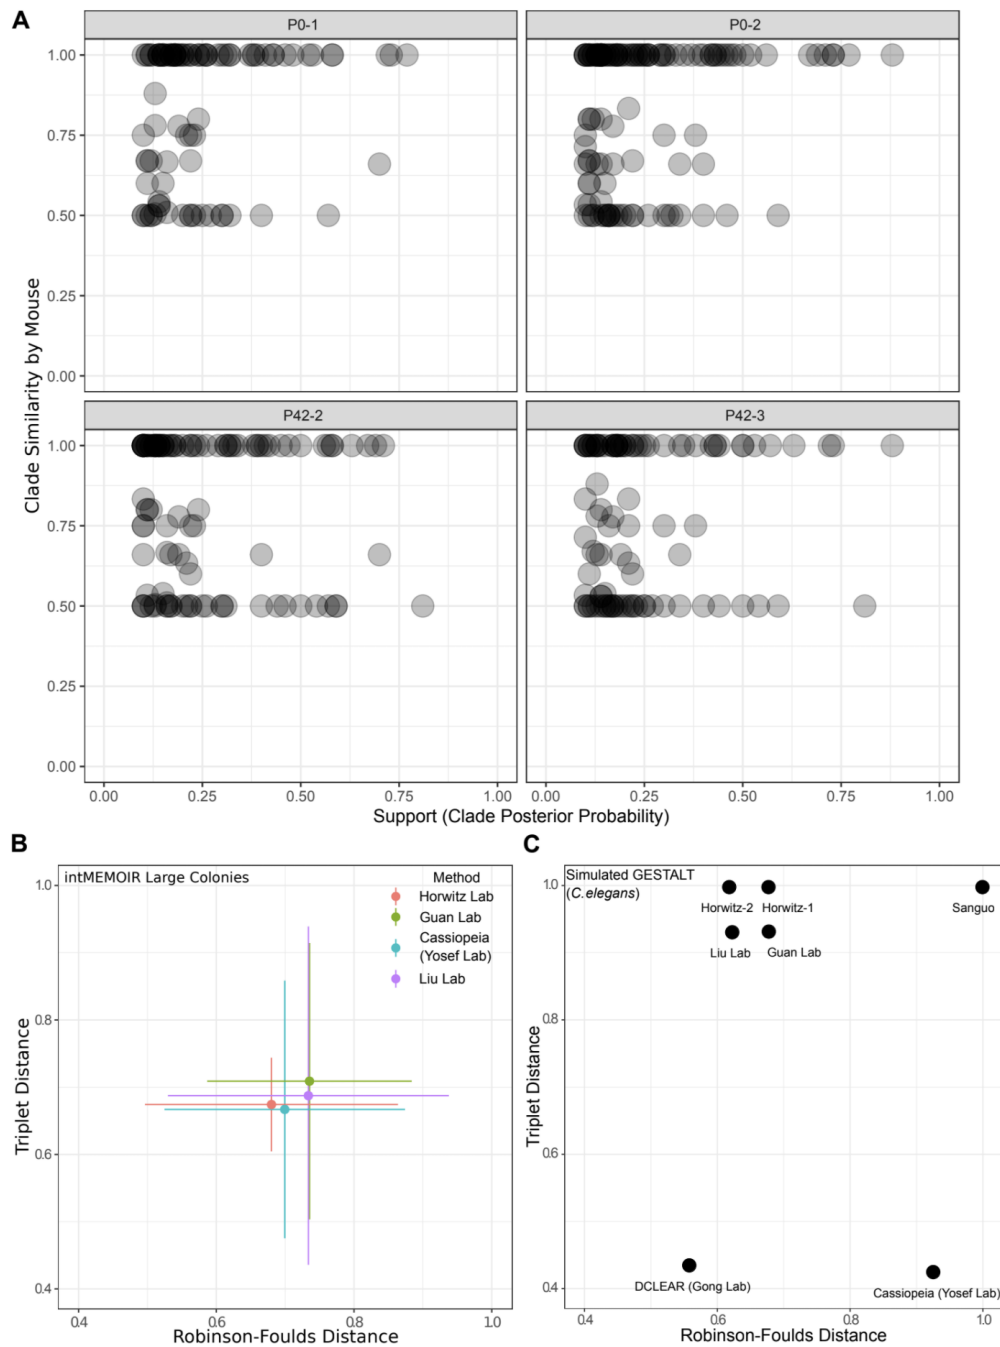 A
P0-1
P0-2
1.00
0.75
0.50
0.25
0.00
P42-2
P42-3
1.00
0.75
0.50
0.25
0.00
Clade Similarity by Mouse
0.00
0.25
0.50
0.75
1.00
0.00
0.25
0.50
0.75
1.00
Support (Clade Posterior Probability)
B
intMEMOIR Large Colonies
Method
Horwitz Lab
Guan Lab
Cassiopeia
(Yosef Lab)
Liu Lab
1.0
0.8
0.6
0.4
Triplet Distance
0.4
0.6
0.8
1.0
Robinson-Foulds Distance
C
Simulated GESTALT
(C.elegans)
Horwitz-2
Horwitz-1
Sanguo
Liu Lab
Guan Lab
DCLEAR (Gong Lab)
Cassiopeia (Yosef Lab)
1.0
0.8
0.6
0.4
Triplet Distance
0.4
0.6
0.8
1.0
Robinson-Foulds Distance